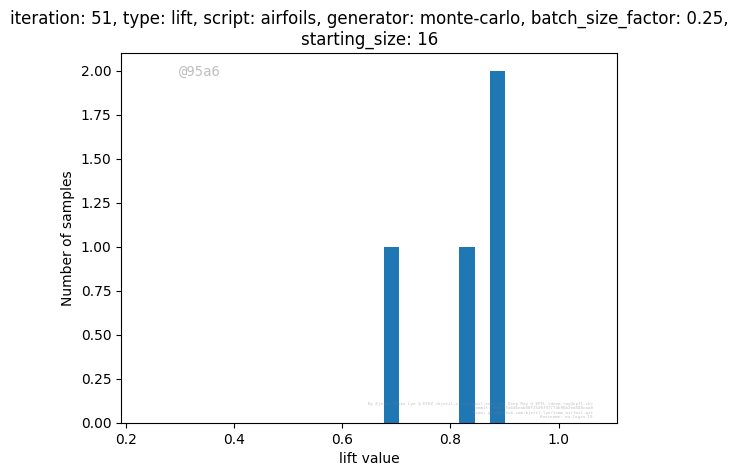 iteration: 51, type: lift, script: airfoils, generator: monte-carlo, batch_size_factor: 0.25,
starting_size: 16
@95a6
2.00
1.75
1.50
1.25
1.00
0.75
0.50
0.25
0.00
Number of samples
0.2 0.4 0.6 0.8 1.0
lift value